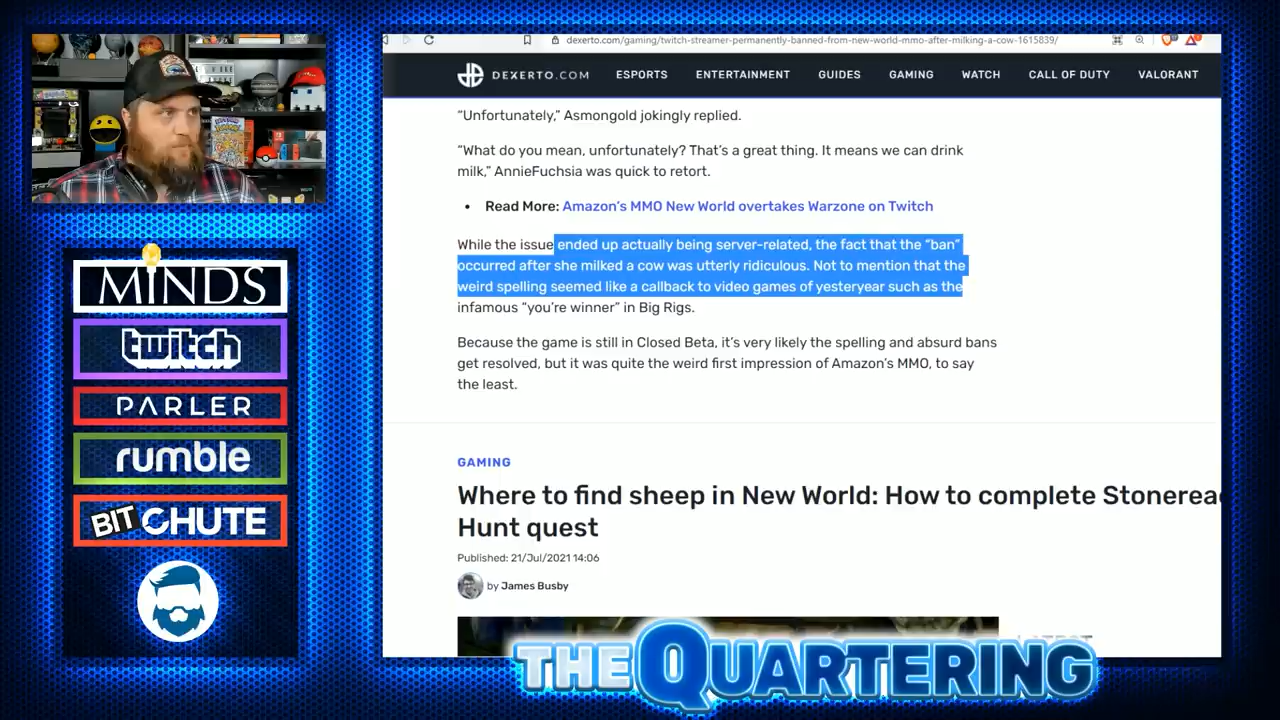 dexerto.com/gaming/twitch-streamer-permanently-banned-from-new-world-mmo-after-milking-a-cow-1615839/
DEXERTO.COM
ESPORTS
ENTERTAINMENT
GUIDES
GAMING
WATCH
CALL OF DUTY
VALORANT
“Unfortunately,” Asmongold jokingly replied.
“What do you mean, unfortunately? That’s a great thing. It means we can drink
milk,” AnnieFuchsia was quick to retort.
• Read More: Amazon’s MMO New World overtakes Warzone on Twitch
While the issue ended up actually being server-related, the fact that the “ban”
occurred after she milked a cow was utterly ridiculous. Not to mention that the
weird spelling seemed like a callback to video games of yesteryear such as the
infamous “you’re winner” in Big Rigs.
Because the game is still in Closed Beta, it’s very likely the spelling and absurd bans
get resolved, but it was quite the weird first impression of Amazon’s MMO, to say
the least.
GAMING
Where to find sheep in New World: How to complete
Hunt quest
Published: 21/Jul/2021 14:06
by James Busby
MINDS
twitch
PARLER
rumble
BITCHUTE
THE QUARTERING